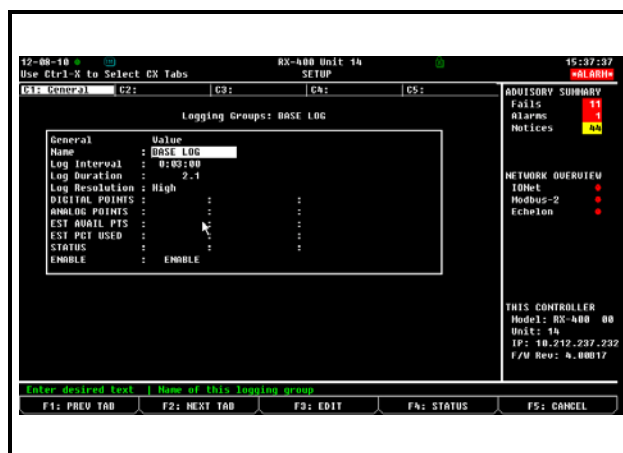 12-08-10 RX-400 Unit 14 15:37:37
Use Ctrl-X to Select CX Tabs SETUP *ALARM*
C1: General C2: C3: C4: C5:
ADVISORY SUMMARY
Fails 11
Alarms 1
Notices 44
NETWORK OVERVIEW
IONet
Modbus-2
Echelon
THIS CONTROLLER
Model: RX-400 00
Unit: 14
IP: 10.212.237.232
F/W Rev: 4.00B17
Logging Groups: BASE LOG
General Value
Name : BASE LOG
Log Interval : 0:03:00
Log Duration : 2.1
Log Resolution : High
DIGITAL POINTS : : :
ANALOG POINTS : : :
EST AVAIL PTS : : :
EST PCT USED : : :
STATUS : : :
ENABLE : ENABLE
Enter desired text | Name of this logging group
F1: PREV TAB F2: NEXT TAB F3: EDIT F4: STATUS F5: CANCEL